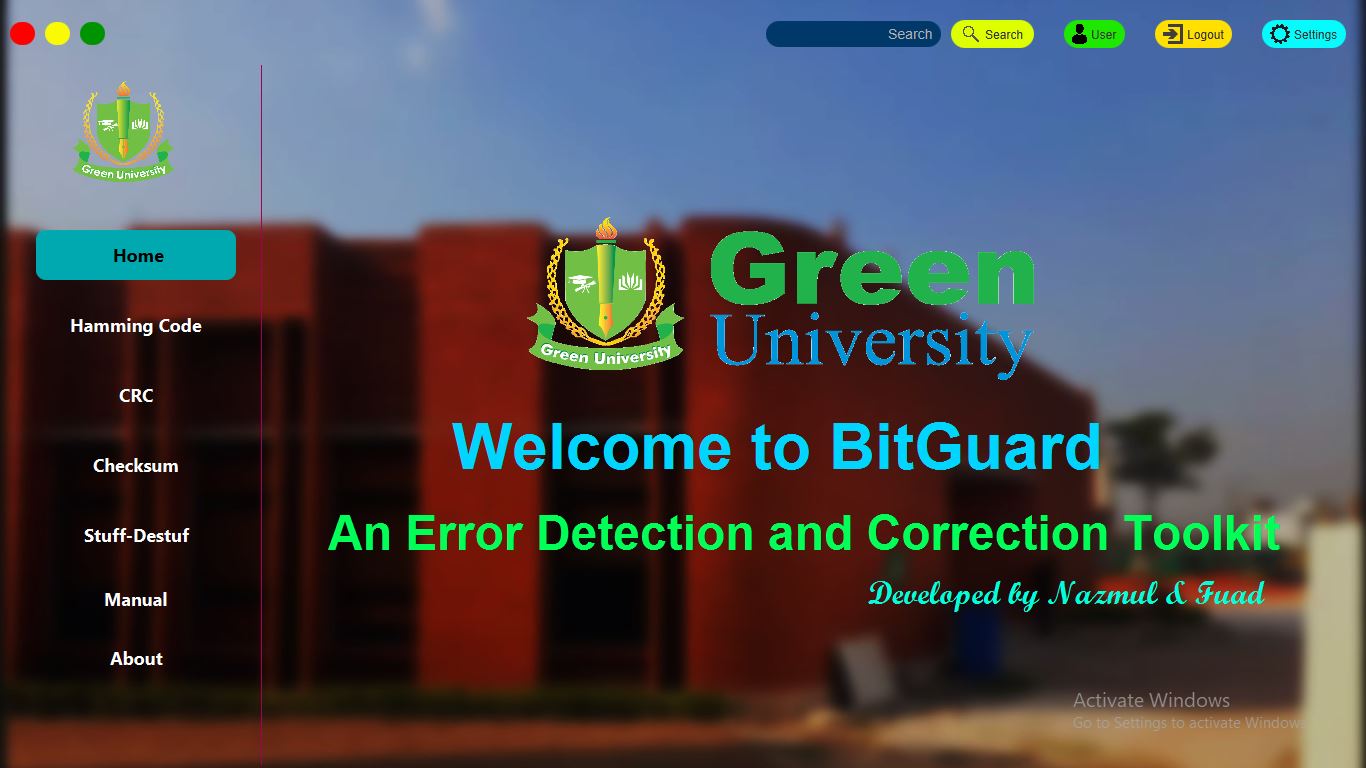 Search
Search
User
Logout
Settings
Green University
Home
Hamming Code
CRC
Checksum
Stuff-Destuf
Manual
About
Green University
Green
University
Welcome to BitGuard
An Error Detection and Correction Toolkit
Developed by Nazmul & Fuad
Activate Windows
Go to Settings to activate Windows